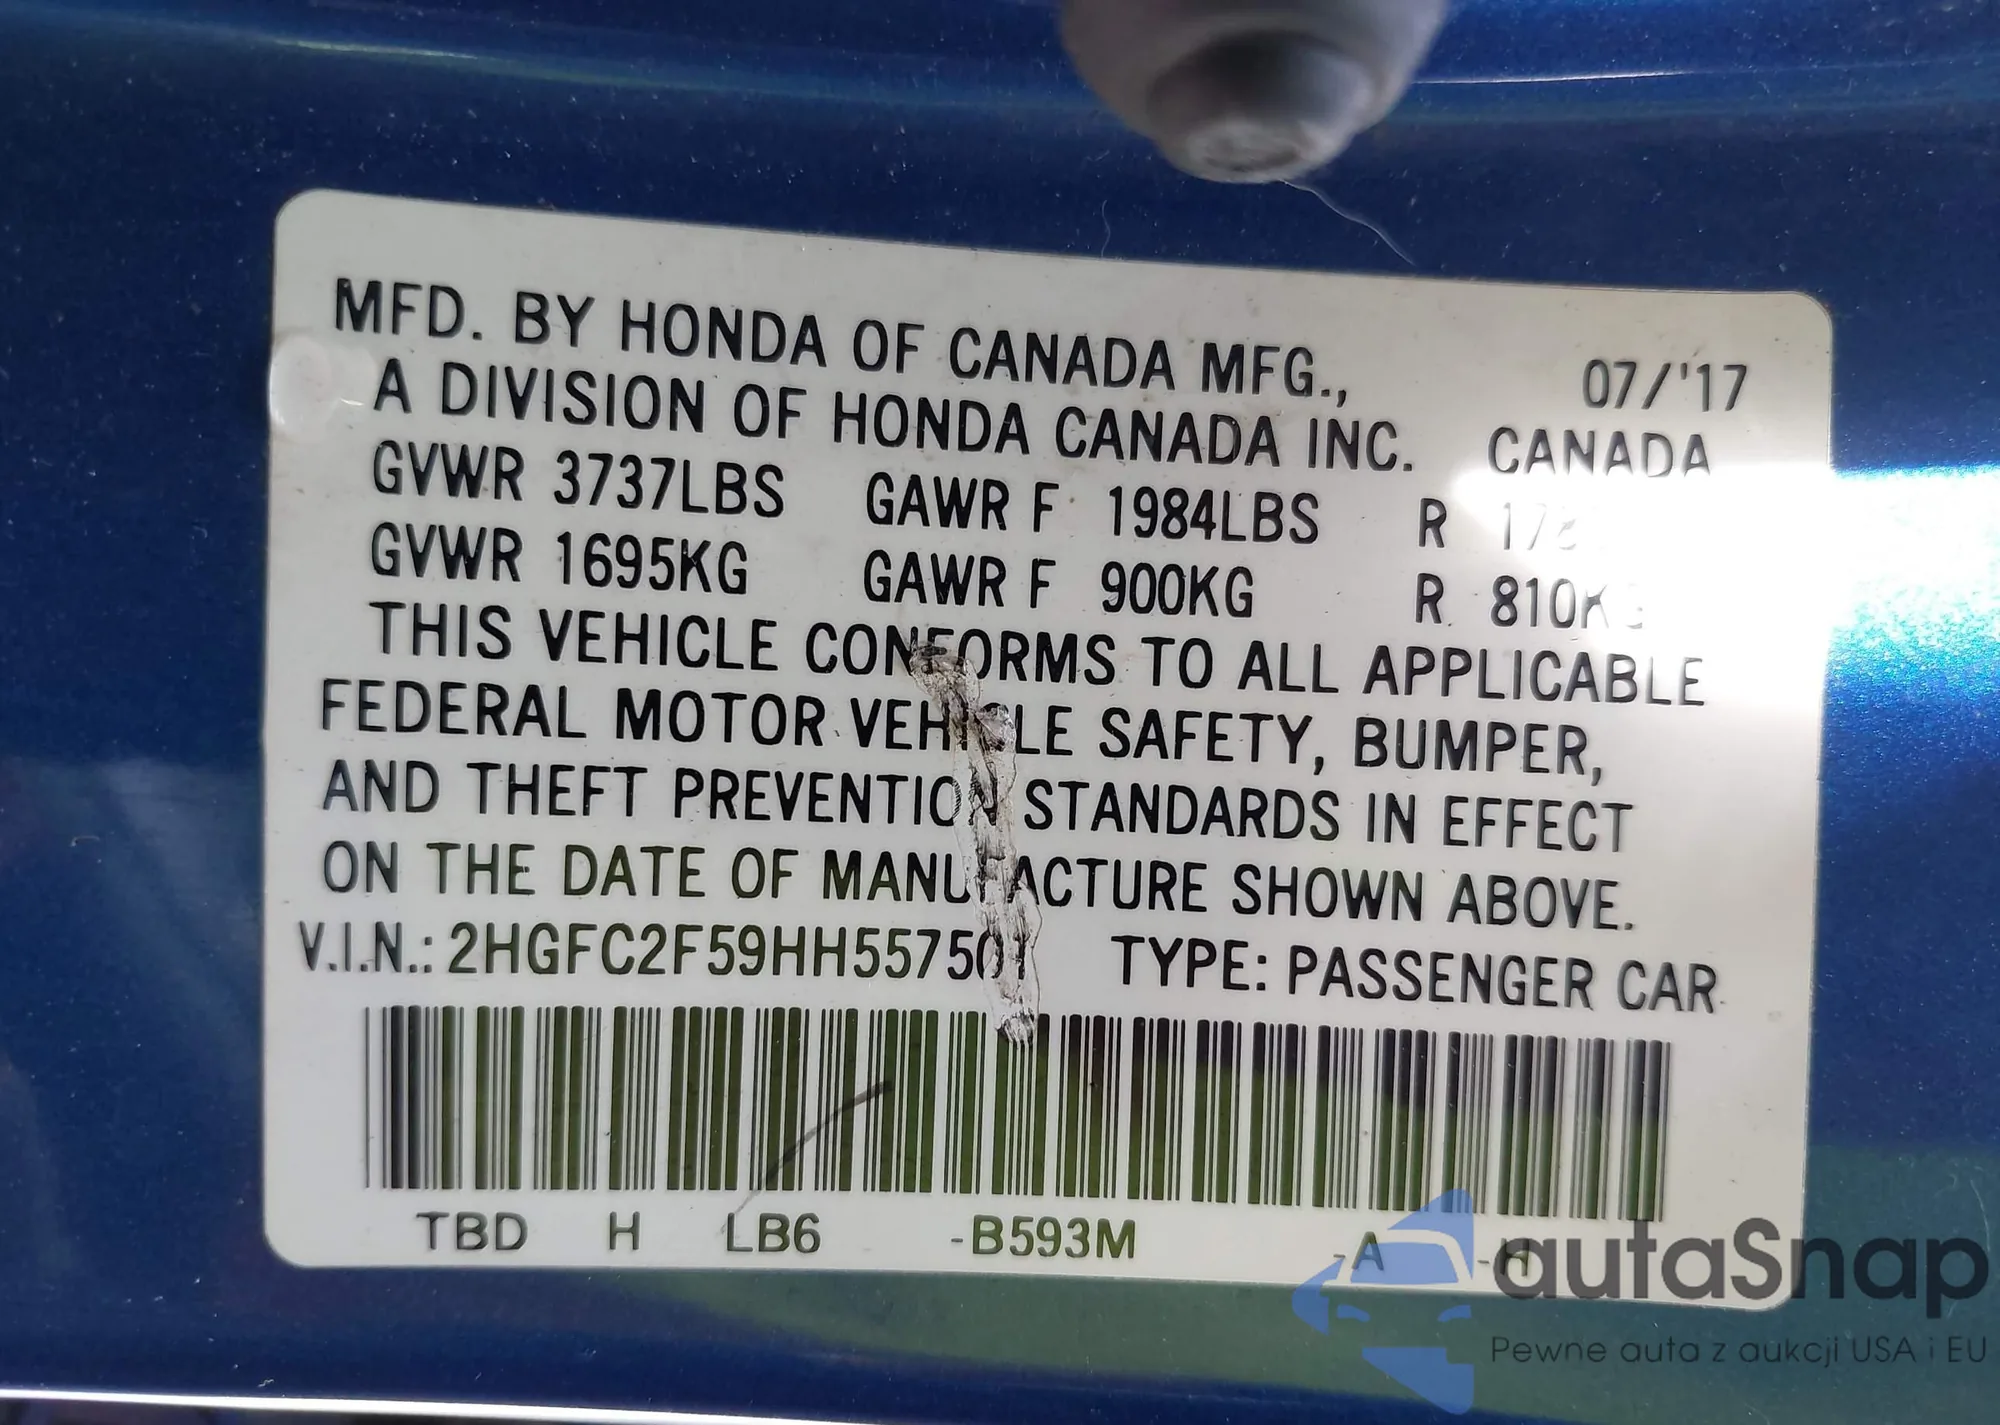 MFD. BY HONDA OF CANADA MFG., 07/'17
A DIVISION OF HONDA CANADA INC. CANADA
GVWR 3737LBS GAWR F 1984LBS R
GVWR 1695KG GAWR F 900KG R 810KG
THIS VEHICLE CONFORMS TO ALL APPLICABLE
FEDERAL MOTOR VEHICLE SAFETY, BUMPER,
AND THEFT PREVENTION STANDARDS IN EFFECT
ON THE DATE OF MANUFACTURE SHOWN ABOVE.
V.I.N.: TYPE: PASSENGER CAR
TBD H LB6 -B593M -A -H
autaSnap
Pewne auta z aukcji USA i EU